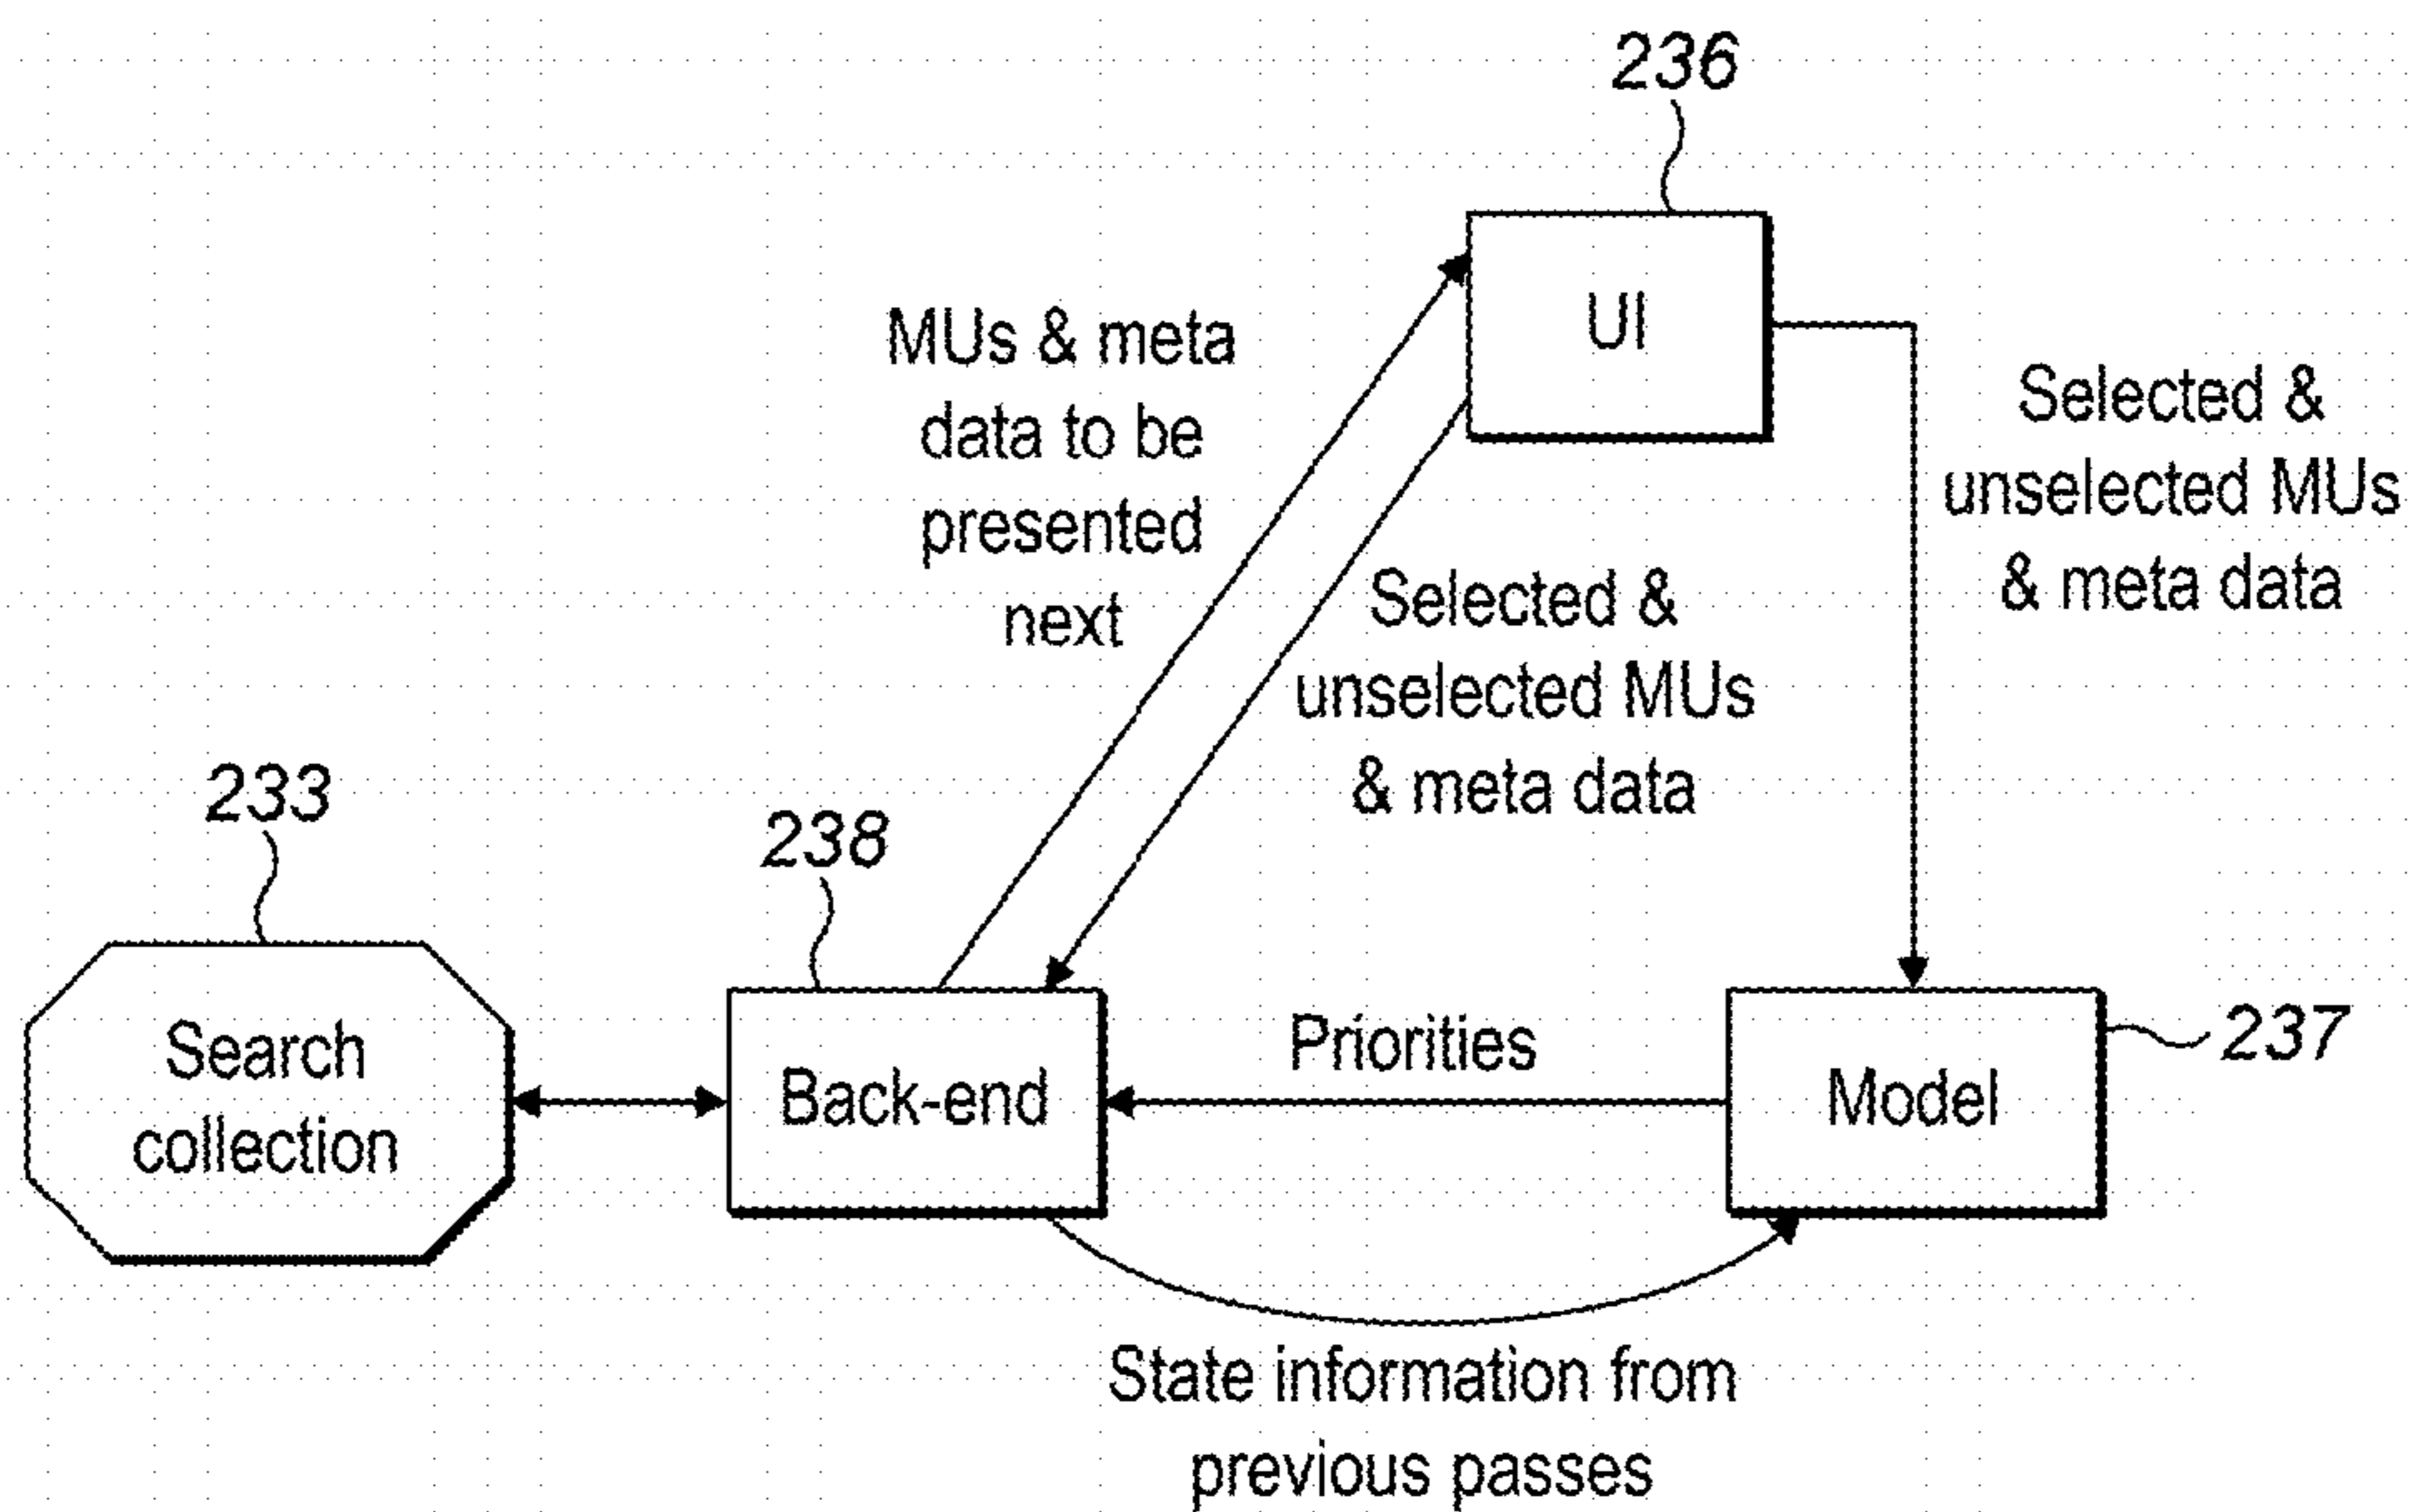 236
UI
MUs & meta
data to be
presented
next
Selected &
unselected MUs
& meta data
Selected &
unselected MUs
& meta data
233
238
Search
collection
Back-end
Priorities
Model
237
State information from
previous passes